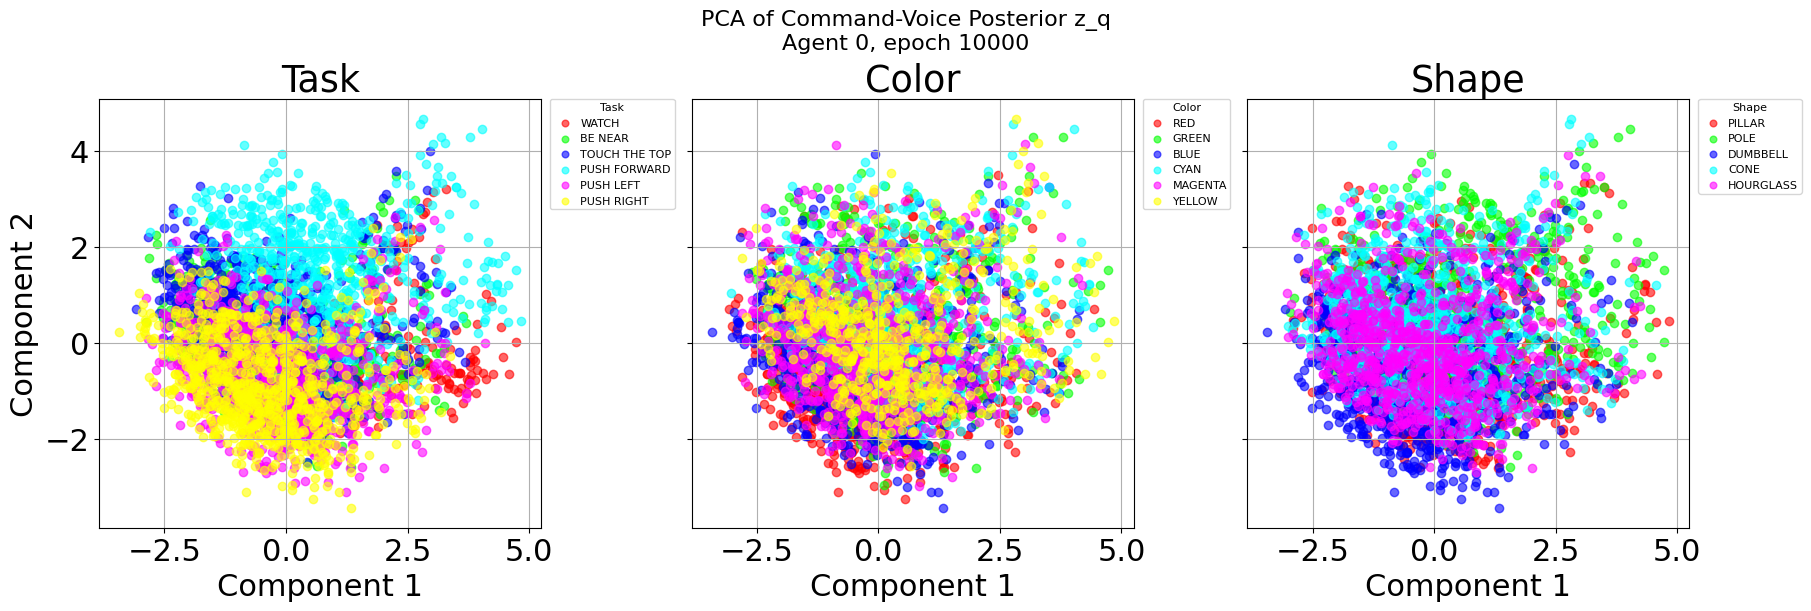 PCA of Command-Voice Posterior z_q
Agent 0, epoch 10000
Task
Component 2
4
2
0
−2
−2.5 0.0 2.5 5.0
Component 1
Task
WATCH
BE NEAR
TOUCH THE TOP
PUSH FORWARD
PUSH LEFT
PUSH RIGHT
Color
−2.5 0.0 2.5 5.0
Component 1
Color
RED
GREEN
BLUE
CYAN
MAGENTA
YELLOW
Shape
−2.5 0.0 2.5 5.0
Component 1
Shape
PILLAR
POLE
DUMBBELL
CONE
HOURGLASS